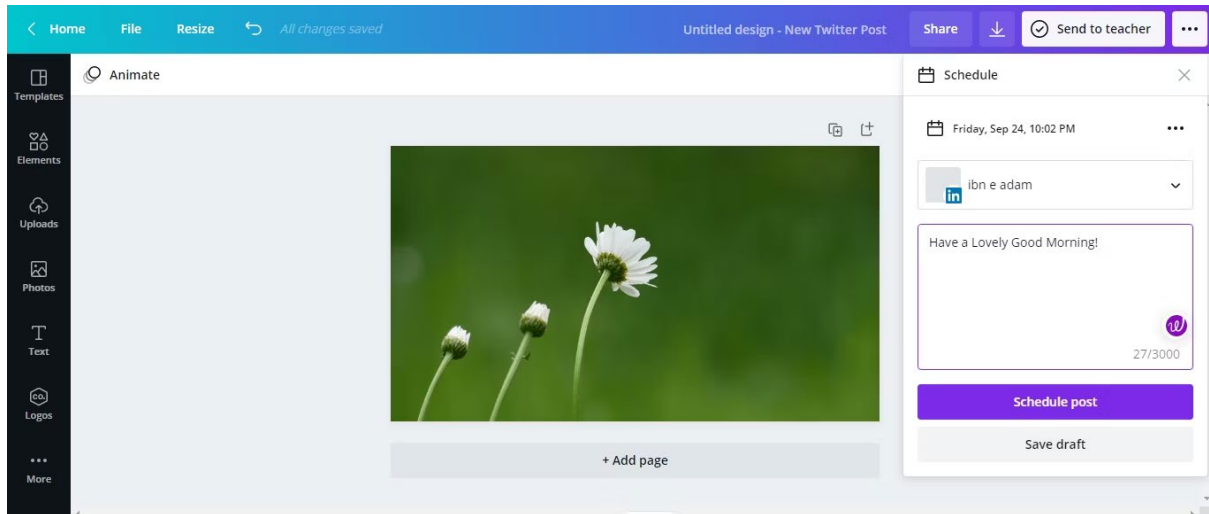 Home File Resize All changes saved Untitled design - New Twitter Post Share Send to teacher
Templates
Elements
Uploads
Photos
Text
CO.
Logos
More
Animate
+ Add page
Schedule
Friday, Sep 24, 10:02 PM
in ibn e adam
Have a Lovely Good Morning!
27/3000
Schedule post
Save draft